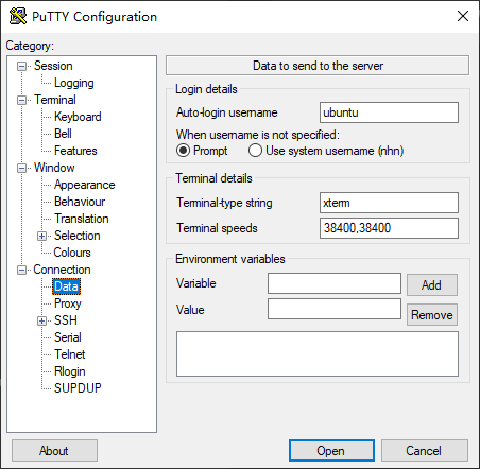 PuTTY Configuration
Category:
Session
Logging
Terminal
Keyboard
Bell
Features
Window
Appearance
Behaviour
Translation
Selection
Colours
Connection
Data
Proxy
SSH
Serial
Telnet
Rlogin
SUPDUP
Data to send to the server
Login details
Auto-login username ubuntu
When username is not specified:
Prompt Use system username (nhn)
Terminal details
Terminal-type string xterm
Terminal speeds 38400,38400
Environment variables
Variable Add
Value Remove
About Open Cancel